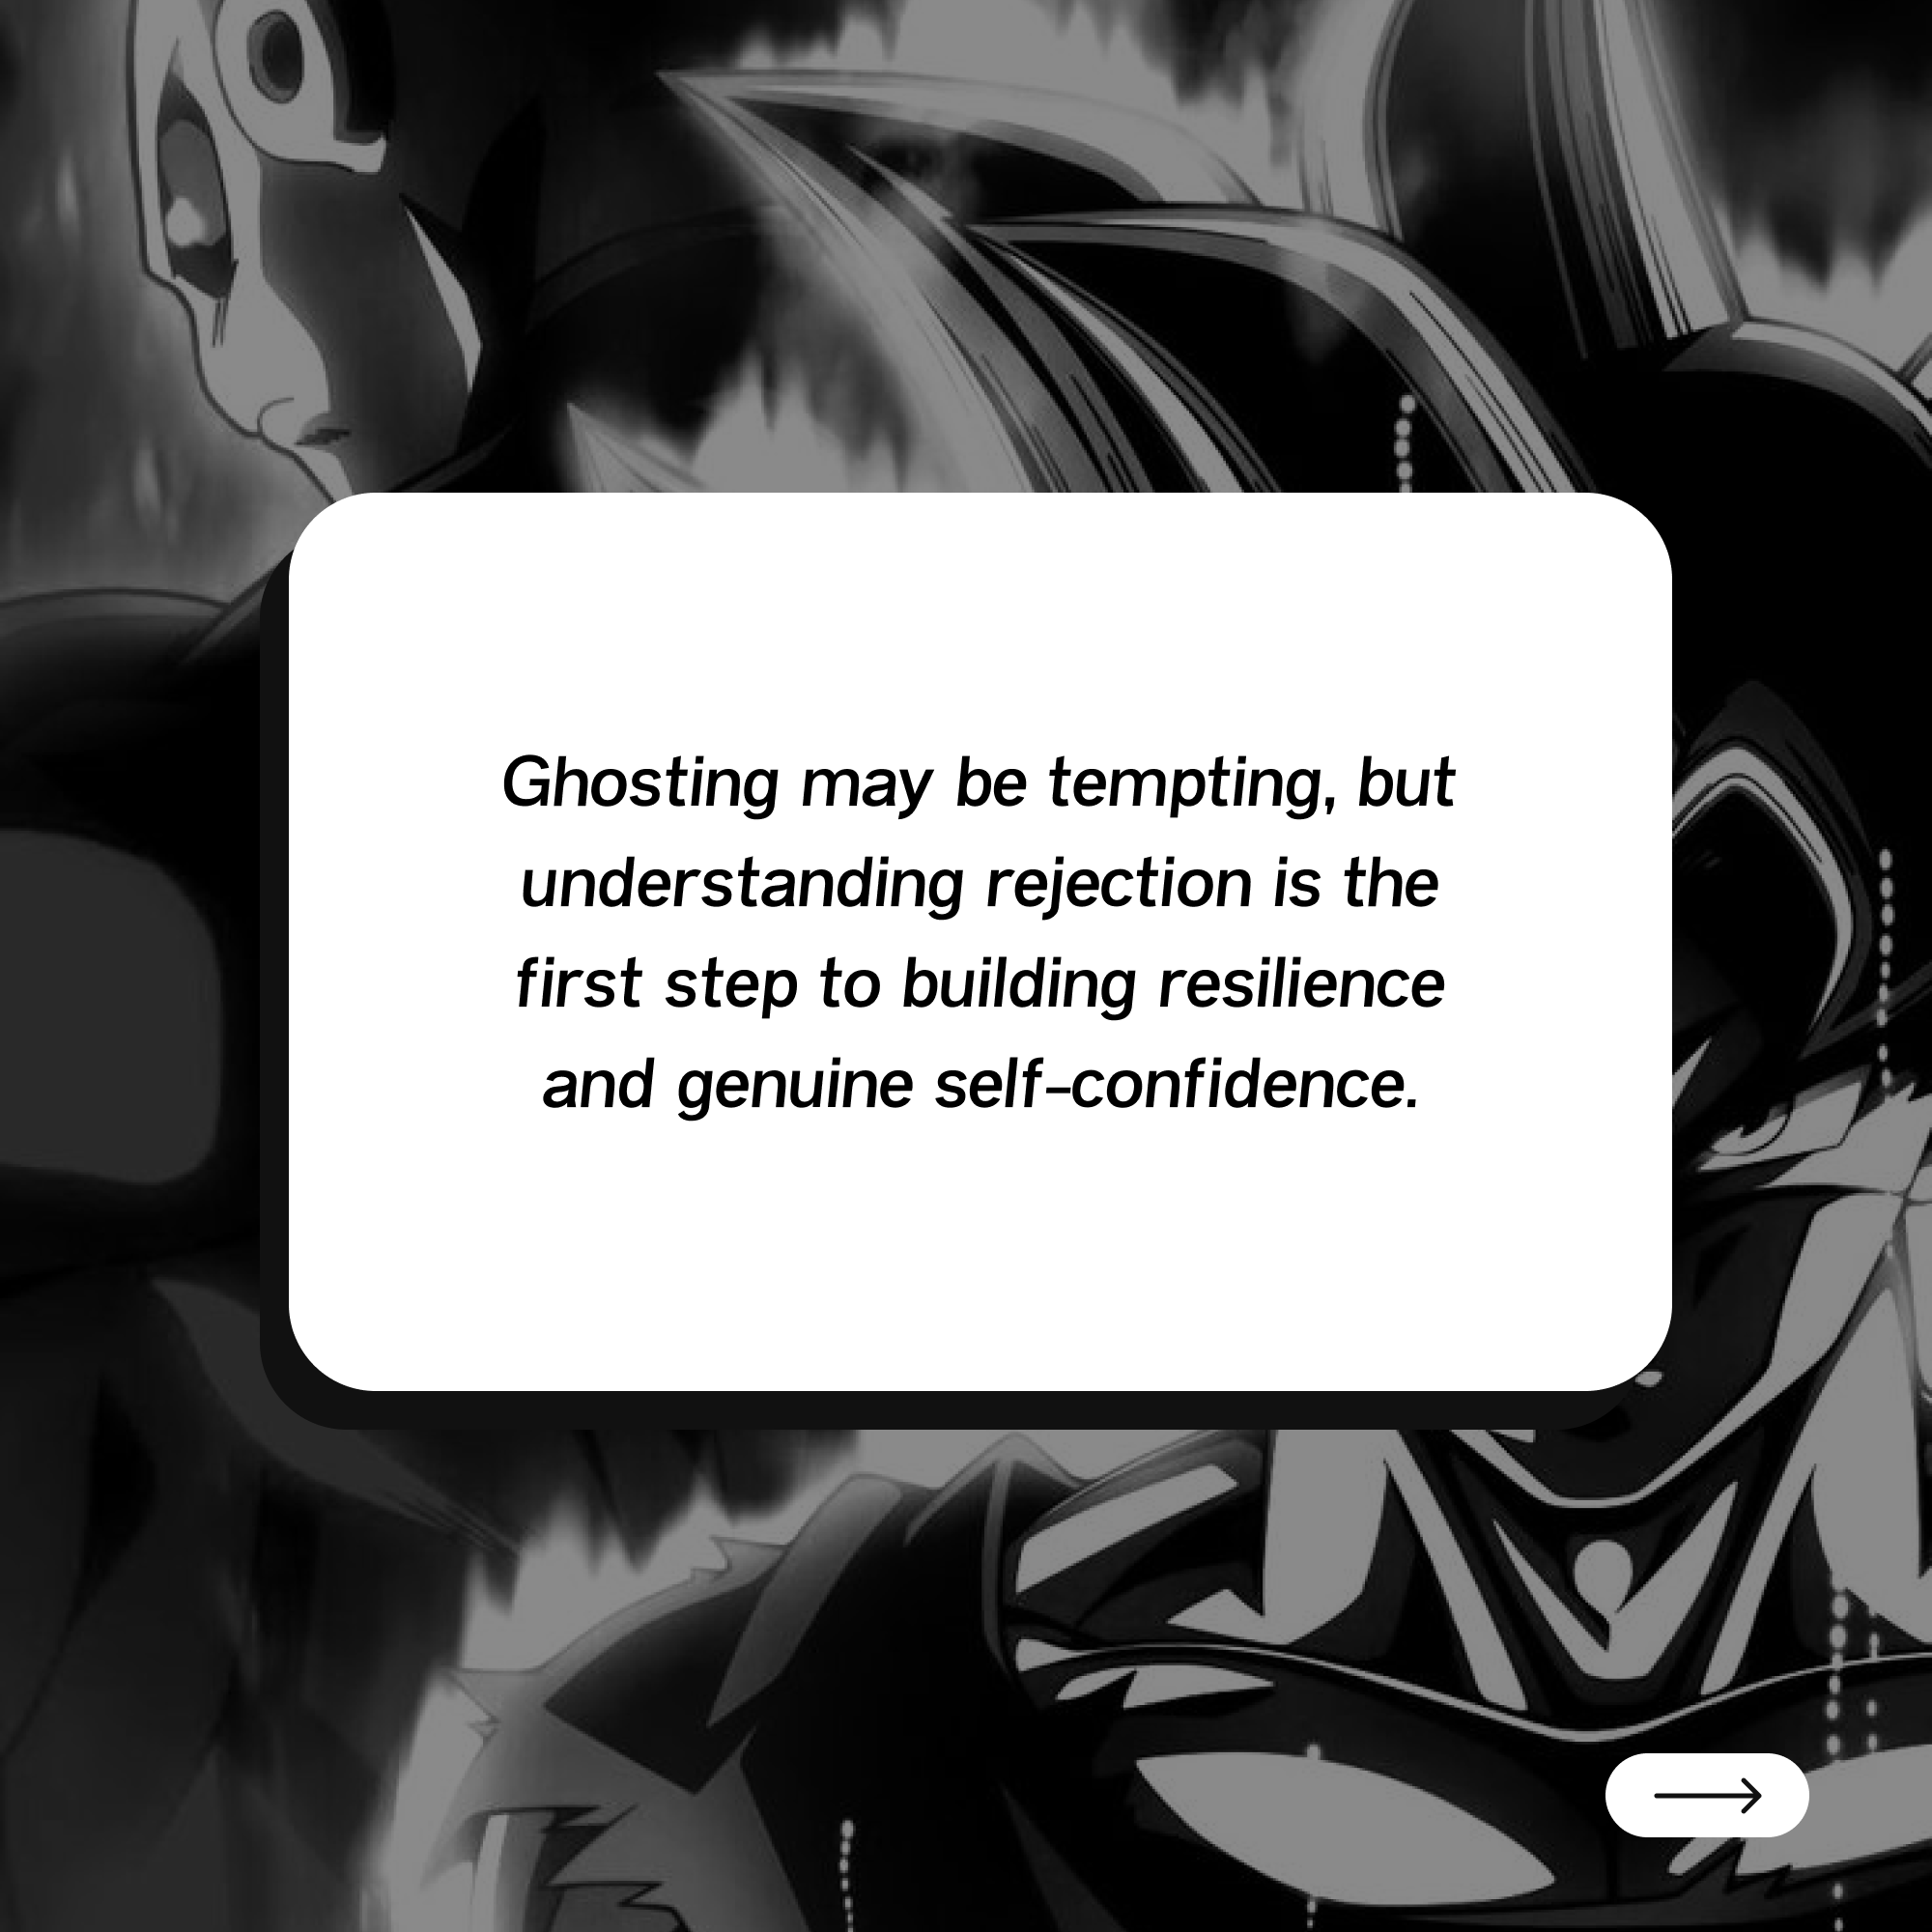 Ghosting may be tempting, but
understanding rejection is the
first step to building resilience
and genuine self-confidence.